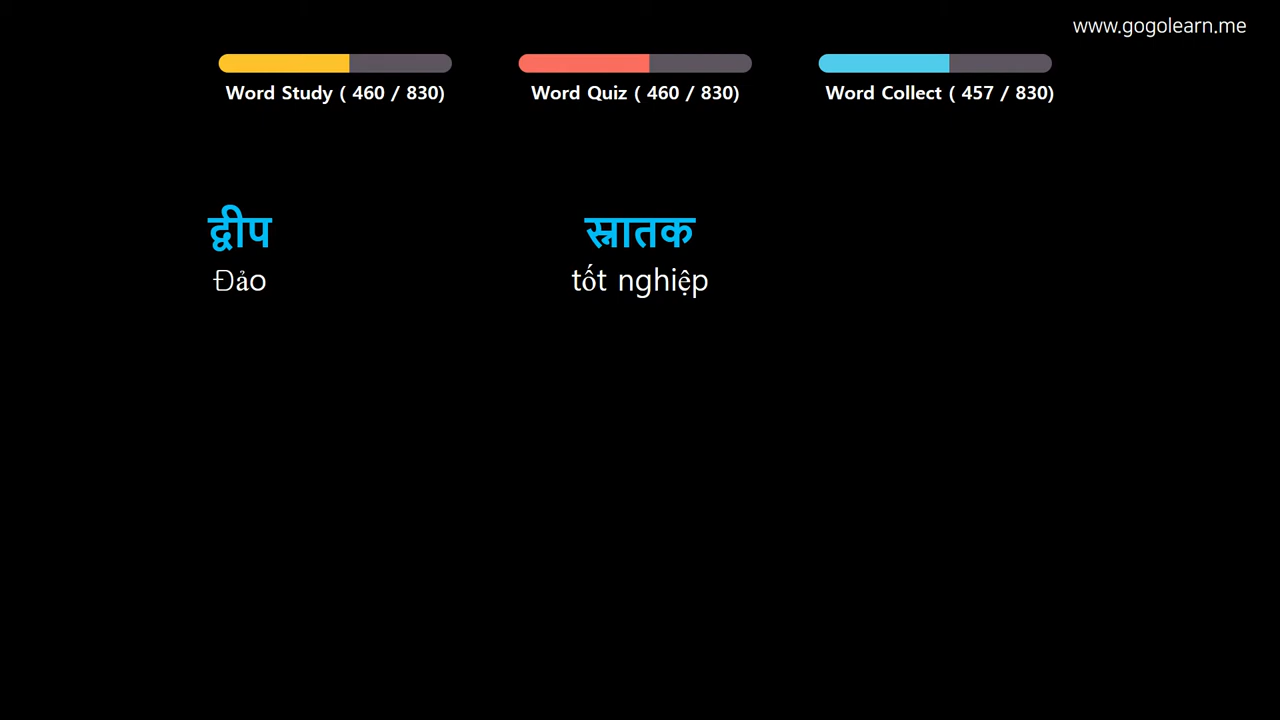 www.gogolearn.me
Word Study ( 460 / 830)
Word Quiz ( 460 / 830)
Word Collect ( 457 / 830)
द्वीप
Đảo
स्नातक
tốt nghiệp